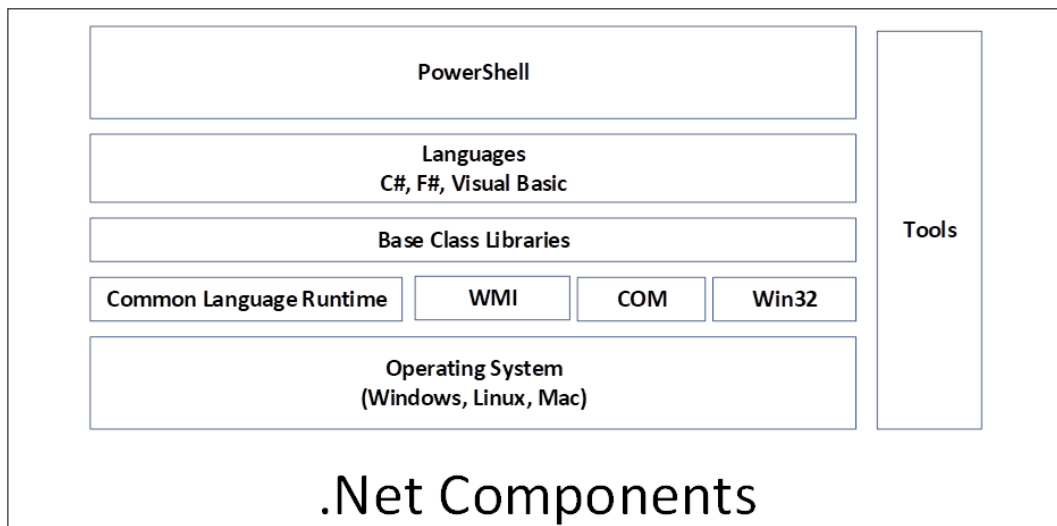 PowerShell
Languages
C#, F#, Visual Basic
Base Class Libraries
Common Language Runtime
WMI
COM
Win32
Operating System
(Windows, Linux, Mac)
Tools
.Net Components